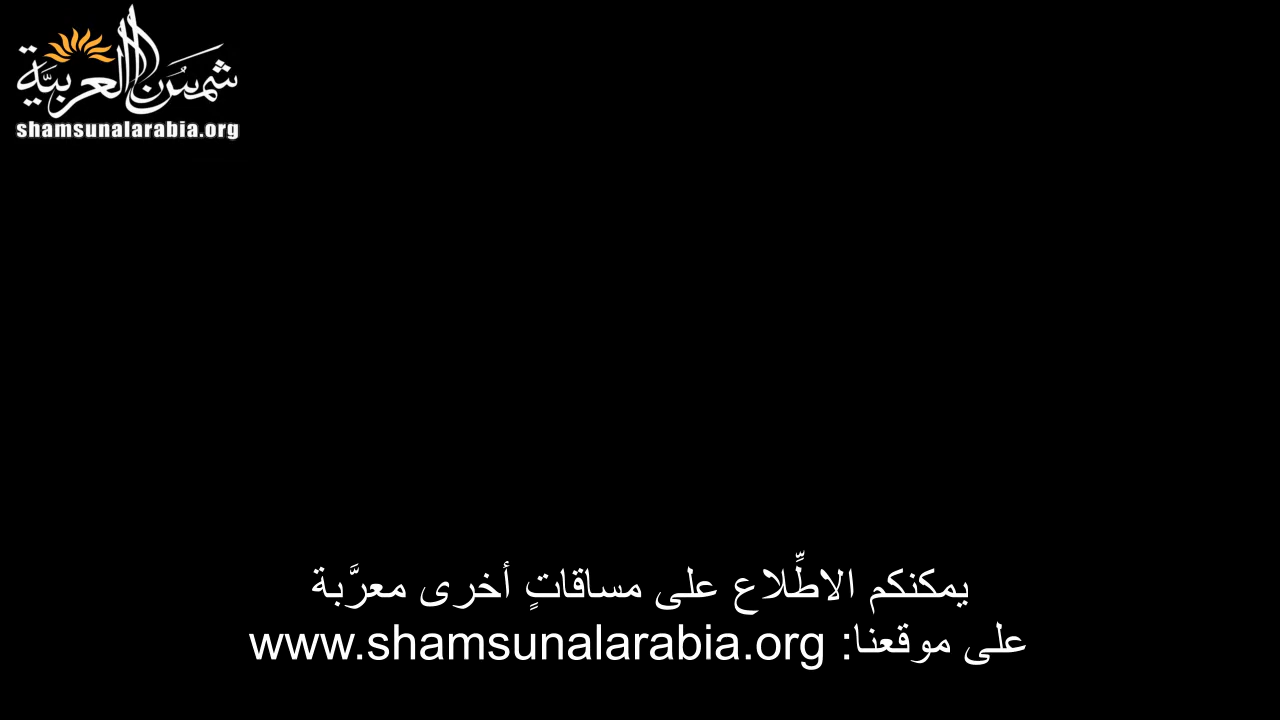 شمسُن العربيّة
shamsunalarabia.org
يمكنكم الاطِّلاع على مساقاتٍ أخرى معرَّبة
على موقعنا: www.shamsunalarabia.org